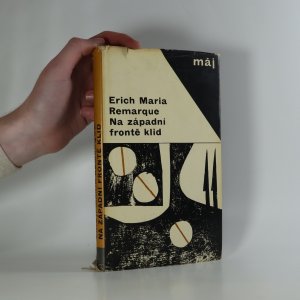 máj
Erich Maria
Remarque
Na západní
frontě klid
NA ZÁPADNÍ FRONTĚ KLID